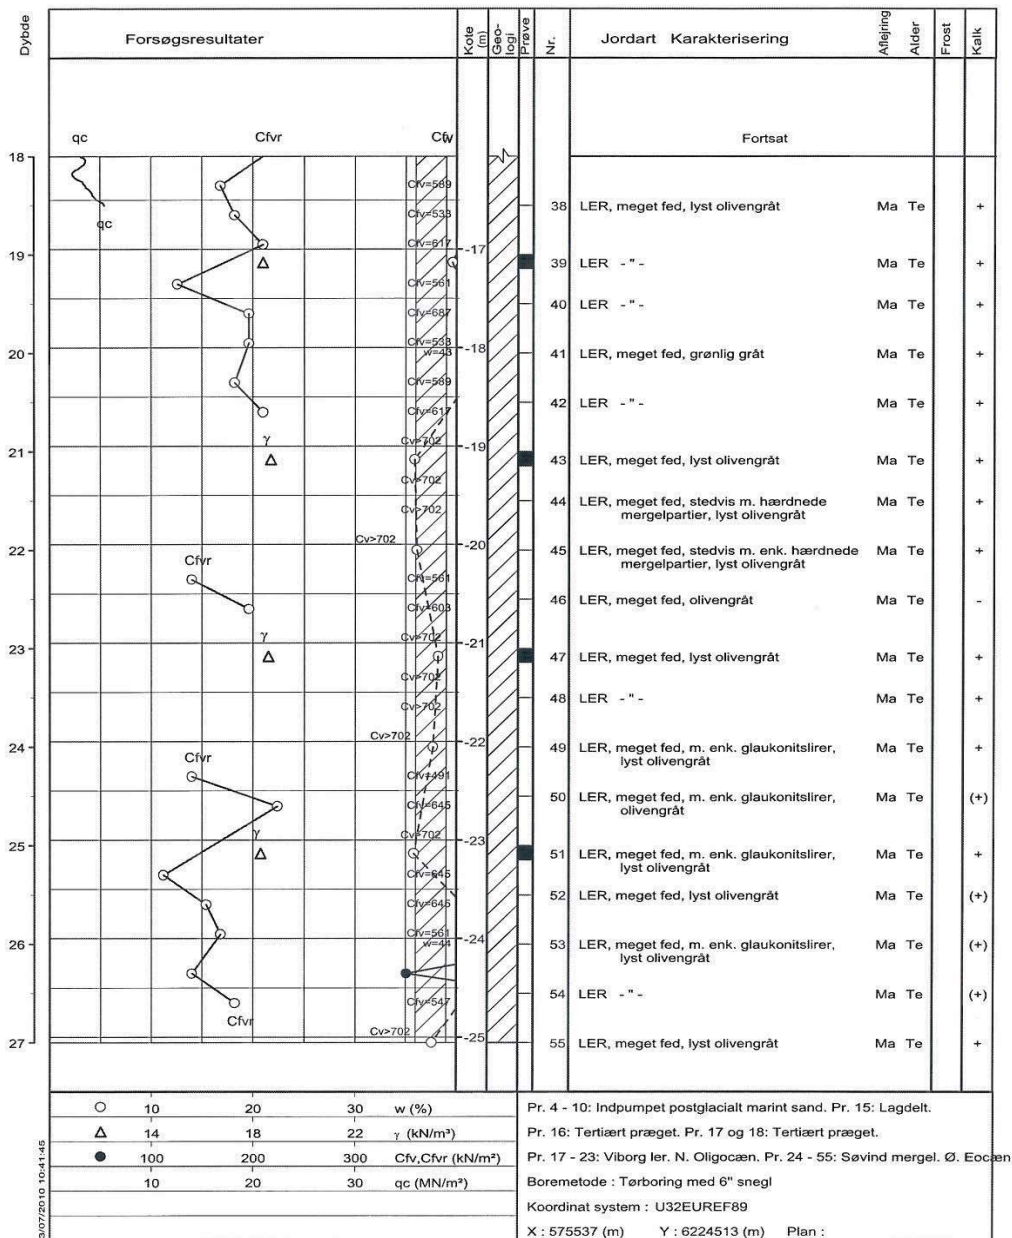 Dybde
Forsøgsresultater
Kote (m)
Geo-logi
Prøve
Nr.
Jordart Karakterisering
Aflejring
Alder
Frost
Kalk
qc
Cfvr
Fortsat
18
Cfv=589
38 LER, meget fed, lyst olivengråt Ma Te +
qc
Cfv=533
Cfv=617
-17
19
39 LER - " - Ma Te +
Cfv=561
40 LER - " - Ma Te +
Cfv=687
Cfv=533
-18
20
w=43
41 LER, meget fed, grønlig gråt Ma Te +
Cfv=589
42 LER - " - Ma Te +
Cfv=617
γ
Cv>702
-19
21
43 LER, meget fed, lyst olivengråt Ma Te +
Cv>702
44 LER, meget fed, stedvis m. hærdnede Ma Te +
mergelpartier, lyst olivengråt
Cv>702
Cv>702
-20
22
45 LER, meget fed, stedvis m. enk. hærdnede Ma Te +
mergelpartier, lyst olivengråt
Cfvr
Cfv=561
46 LER, meget fed, olivengråt Ma Te -
Cfv=603
γ
Cv>702
-21
23
47 LER, meget fed, lyst olivengråt Ma Te +
Cv>702
48 LER - " - Ma Te +
Cv>702
Cv>702
-22
24
49 LER, meget fed, m. enk. glaukonitslirer, Ma Te +
lyst olivengråt
Cfvr
Cfv=491
50 LER, meget fed, m. enk. glaukonitslirer, Ma Te (+)
olivengråt
Cfv=645
γ
Cv>702
-23
25
51 LER, meget fed, m. enk. glaukonitslirer, Ma Te +
lyst olivengråt
Cfv=645
52 LER, meget fed, lyst olivengråt Ma Te (+)
Cfv=645
Cfv=561
-24
26
w=44
53 LER, meget fed, m. enk. glaukonitslirer, Ma Te (+)
lyst olivengråt
54 LER - " - Ma Te (+)
Cfv=547
Cfvr
Cv>702
-25
27
55 LER, meget fed, lyst olivengråt Ma Te +
10 20 30 w (%)
14 18 22 γ (kN/m³)
100 200 300 Cfv,Cfvr (kN/m²)
10 20 30 qc (MN/m²)
3/07/2010 10:41:45
Pr. 4 - 10: Indpumpet postglacialt marint sand. Pr. 15: Lagdelt.
Pr. 16: Tertiært præget. Pr. 17 og 18: Tertiært præget.
Pr. 17 - 23: Viborg ler. N. Oligocæn. Pr. 24 - 55: Søvind mergel. Ø. Eocæn
Boremetode : Tørboring med 6" snegl
Koordinat system : U32EUREF89
X : 575537 (m) Y : 6224513 (m) Plan :